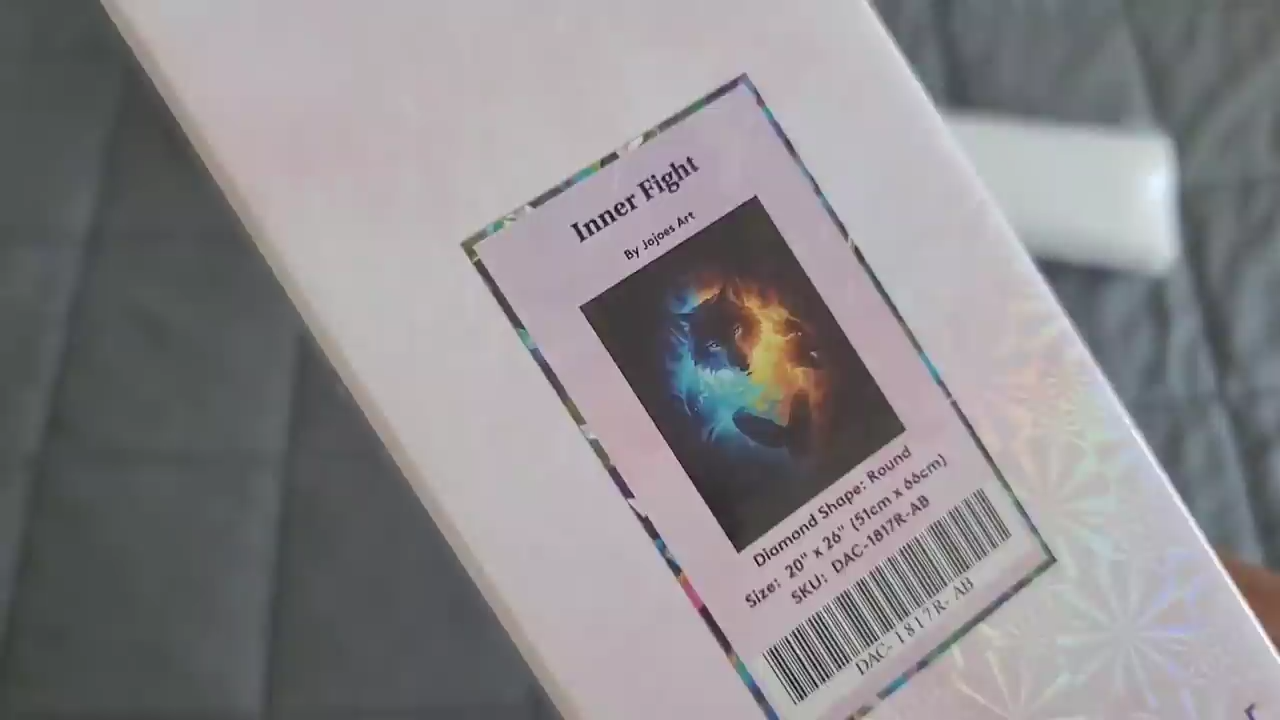 Inner Fight
By Jojoes Art
Diamond Shape: Round
Size: 20" x 26" (51cm x 66cm)
SKU: DAC-1817R-AB
DAC- 1817R- AB